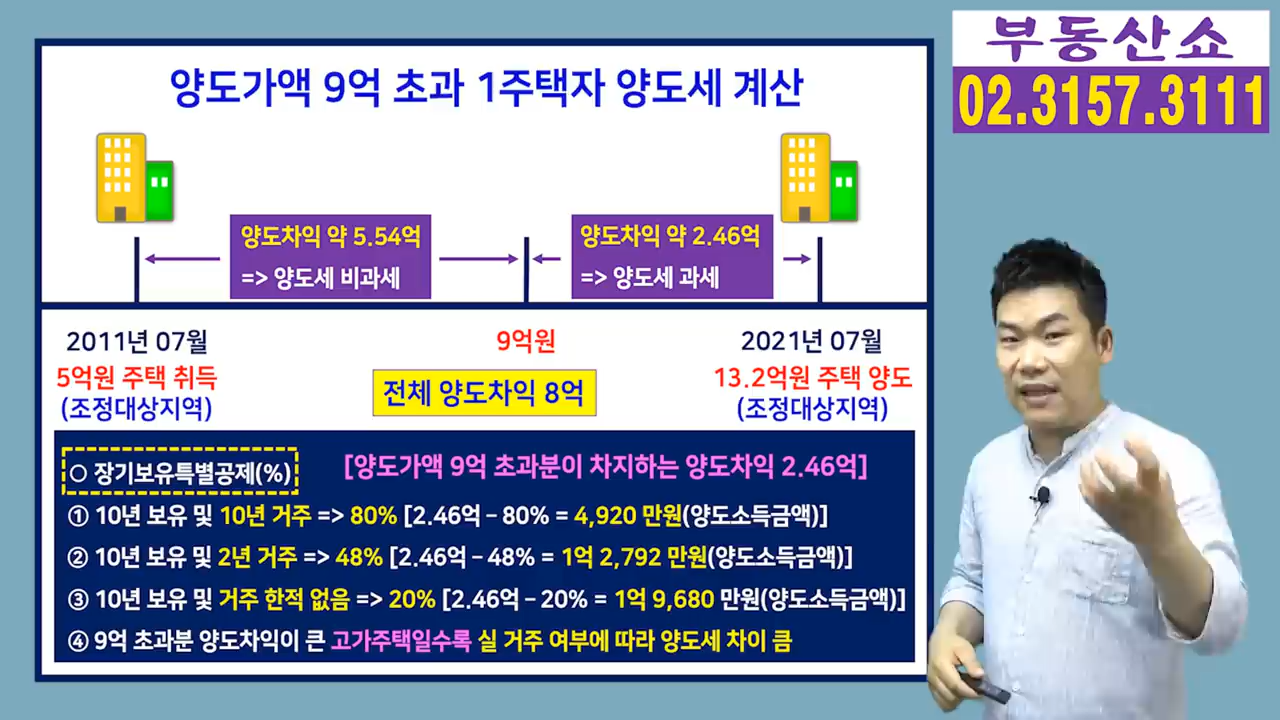 부동산쇼
02.3157.3111
양도가액 9억 초과 1주택자 양도세 계산
양도차익 약 5.54억
=> 양도세 비과세
양도차익 약 2.46억
=> 양도세 과세
2011년 07월
5억원 주택 취득
(조정대상지역)
9억원
전체 양도차익 8억
2021년 07월
13.2억원 주택 양도
(조정대상지역)
○ 장기보유특별공제(%)
[양도가액 9억 초과분이 차지하는 양도차익 2.46억]
① 10년 보유 및 10년 거주 => 80% [2.46억 – 80% = 4,920 만원(양도소득금액)]
② 10년 보유 및 2년 거주 => 48% [2.46억 – 48% = 1억 2,792 만원(양도소득금액)]
③ 10년 보유 및 거주 한적 없음 => 20% [2.46억 – 20% = 1억 9,680 만원(양도소득금액)]
④ 9억 초과분 양도차익이 큰 고가주택일수록 실 거주 여부에 따라 양도세 차이 큼